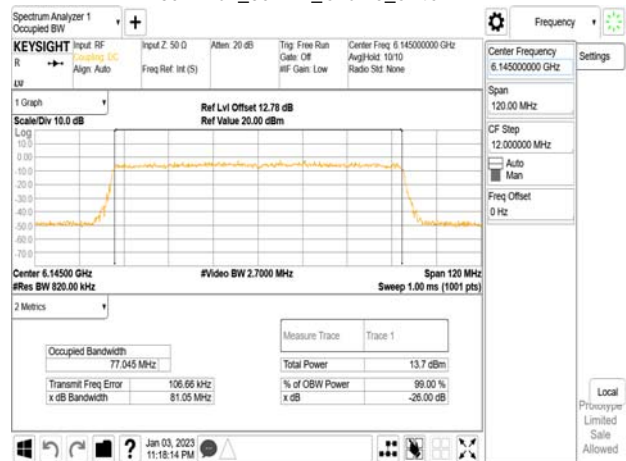 Spectrum Analyzer 1
Occupied BW
+
Frequency
KEYSIGHT
Input: RF
Coupling: DC
Align: Auto
Input Z: 50 Ω
Freq Ref: Int (S)
Atten: 20 dB
Trig: Free Run
Gate: Off
#IF Gain: Low
Center Freq: 6.145000000 GHz
Avg|Hold: 10/10
Radio Std: None
R
LXI
Center Frequency
6.145000000 GHz
Settings
Span
120.00 MHz
CF Step
12.000000 MHz
Auto
Man
Freq Offset
0 Hz
1 Graph
Ref Lvl Offset 12.78 dB
Scale/Div 10.0 dB
Ref Value 20.00 dBm
Log
10.0
0.00
-10.0
-20.0
-30.0
-40.0
-50.0
-60.0
-70.0
Center 6.14500 GHz
#Video BW 2.7000 MHz
Span 120 MHz
#Res BW 820.00 kHz
Sweep 1.00 ms (1001 pts)
2 Metrics
Measure Trace
Trace 1
Occupied Bandwidth
77.045 MHz
Total Power
13.7 dBm
Transmit Freq Error
106.66 kHz
% of OBW Power
99.00 %
x dB Bandwidth
81.05 MHz
x dB
-26.00 dB
Local
Prototype
Limited
Sale
Allowed
?
Jan 03, 2023
11:18:14 PM